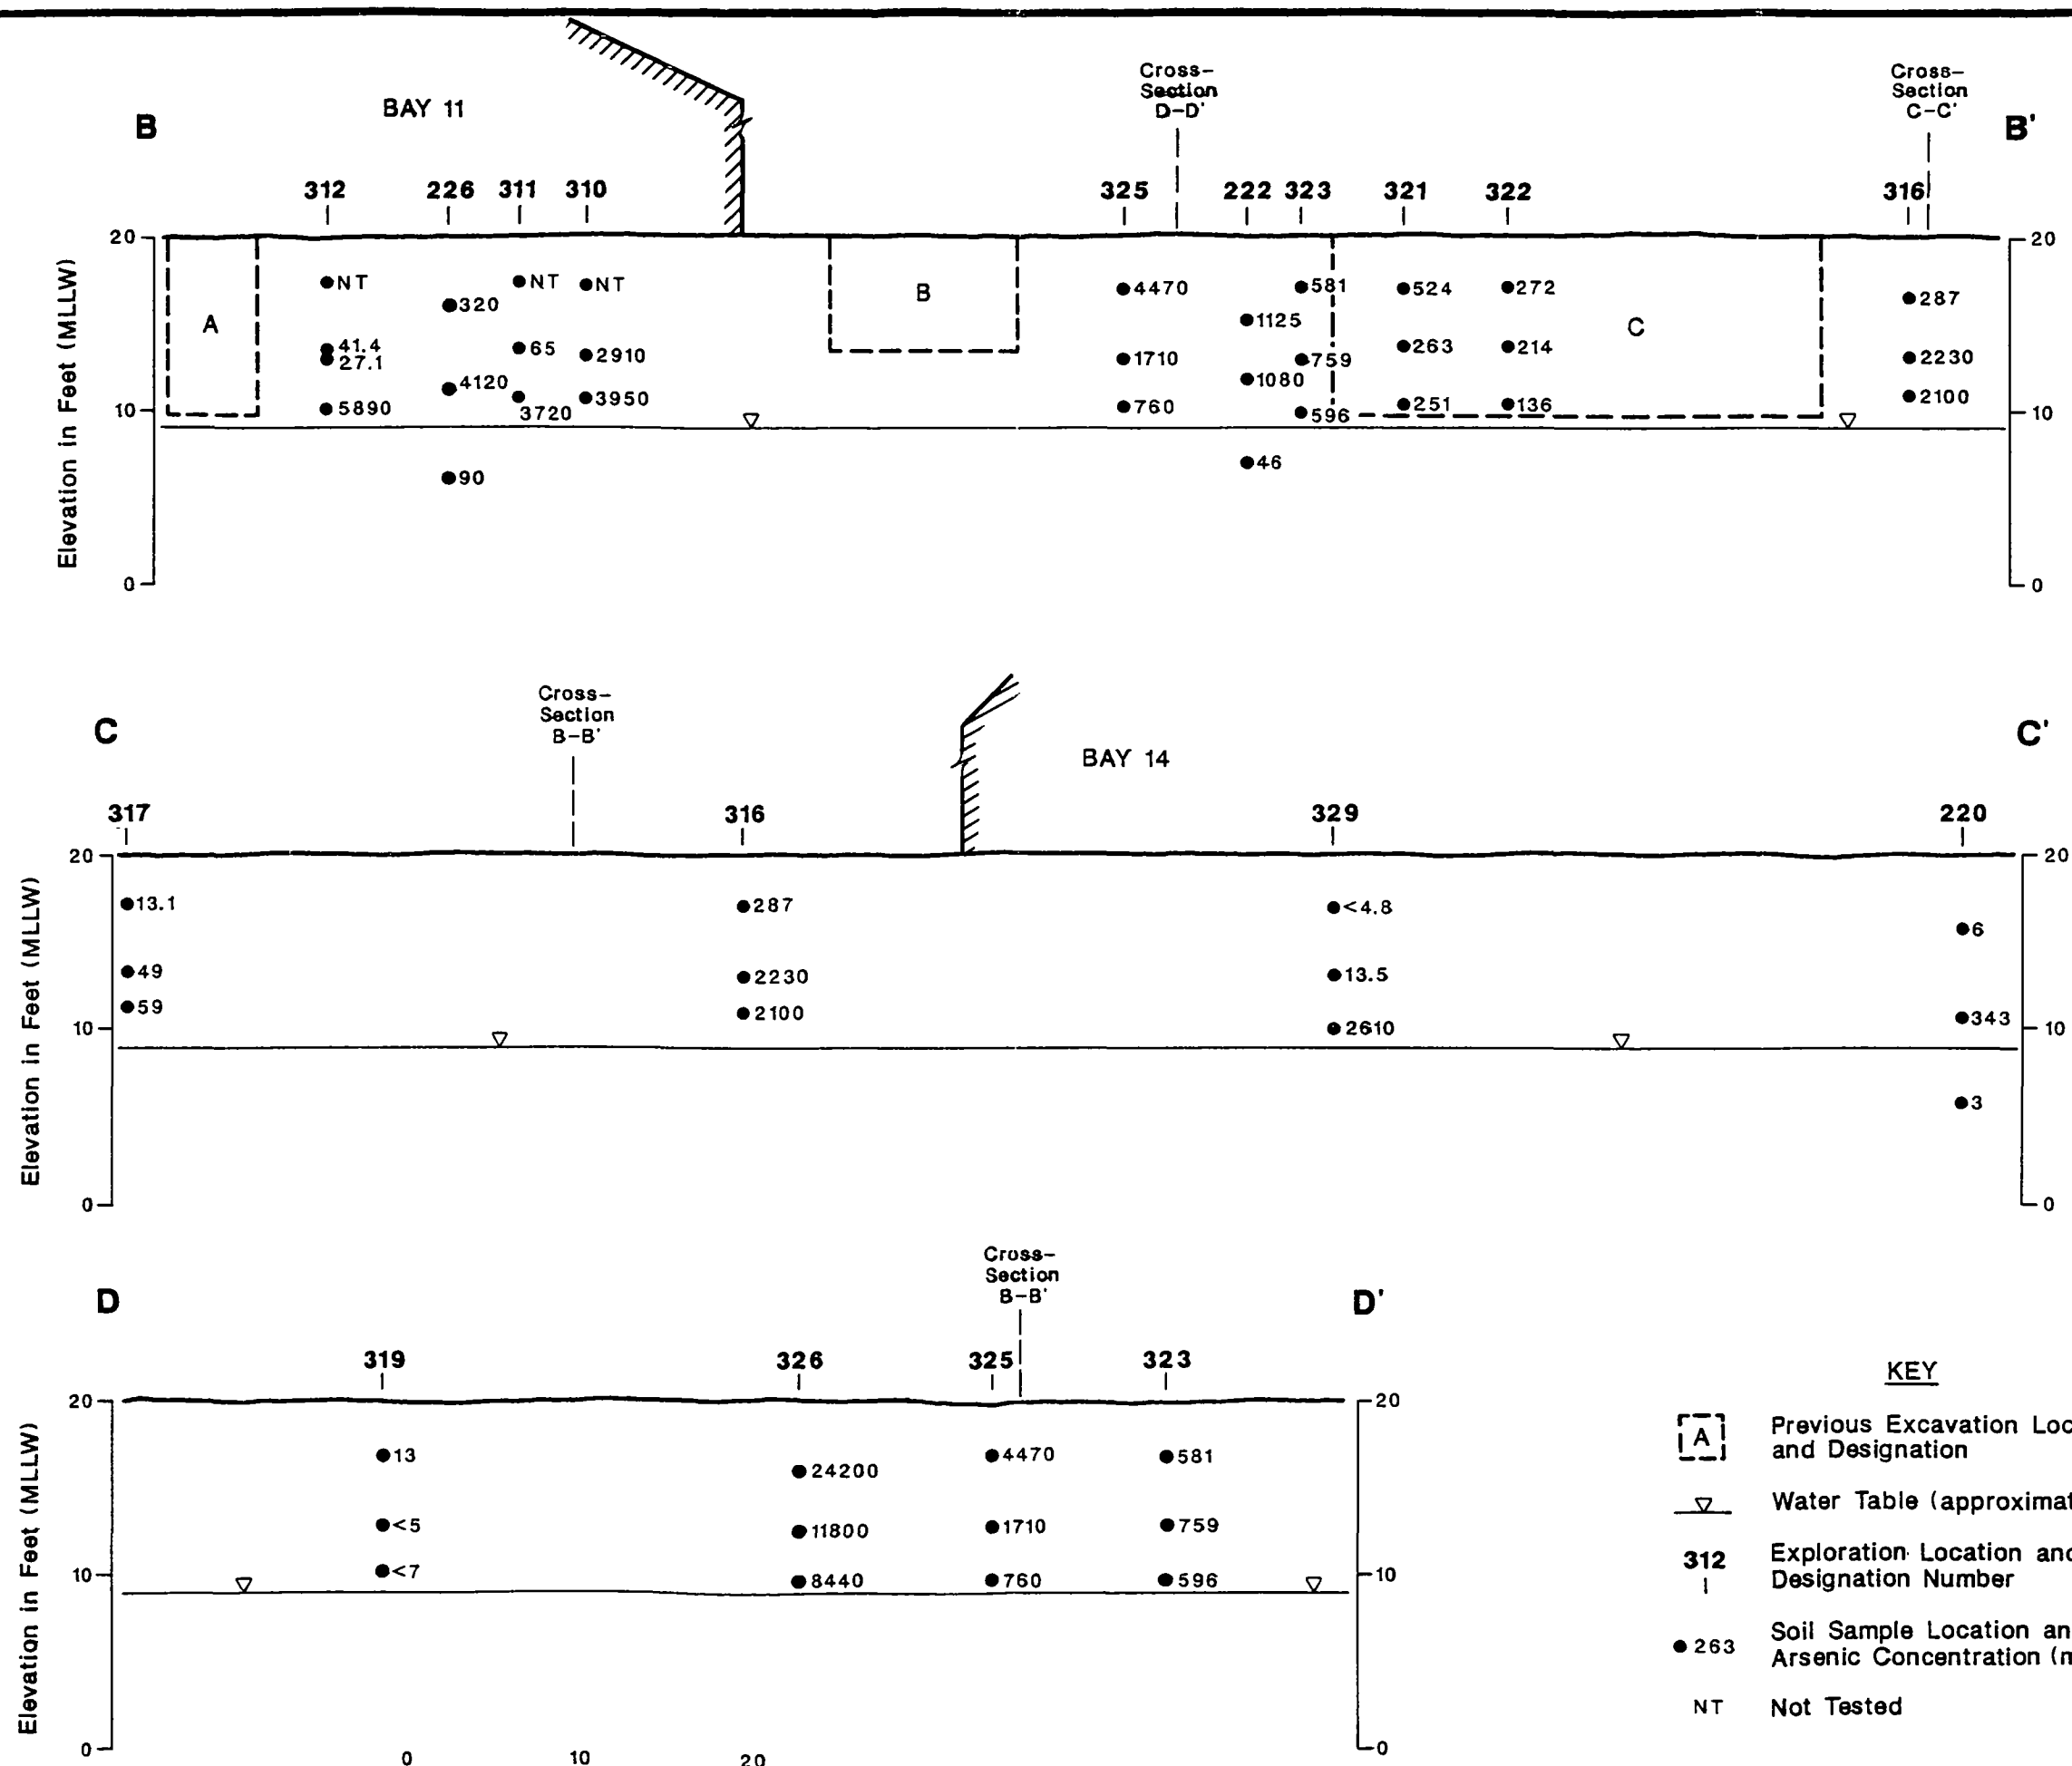 Cross-
Section
D-D'
Cross-
Section
C-C'
BAY 11
B
B'
312
226
311
310
325
222
323
321
322
316
20
20
NT
NT
NT
320
41.4
27.1
65
2910
4120
5890
3720
3950
90
A
B
C
4470
1710
760
1125
1080
46
581
759
596
524
263
251
272
214
136
287
2230
2100
10
10
0
0
Elevation in Feet (MLLW)
Cross-
Section
B-B'
C
BAY 14
C'
317
316
329
220
20
20
13.1
49
59
287
2230
2100
<4.8
13.5
2610
6
343
3
10
10
0
0
Elevation in Feet (MLLW)
Cross-
Section
B-B'
D
D'
319
326
325
323
20
20
13
<5
<7
24200
11800
8440
4470
1710
760
581
759
596
10
10
0
0
Elevation in Feet (MLLW)
0 10 20
KEY
A
Previous Excavation Loc
and Designation
Water Table (approximat
312
Exploration Location and
Designation Number
263
Soil Sample Location an
Arsenic Concentration (m
NT Not Tested